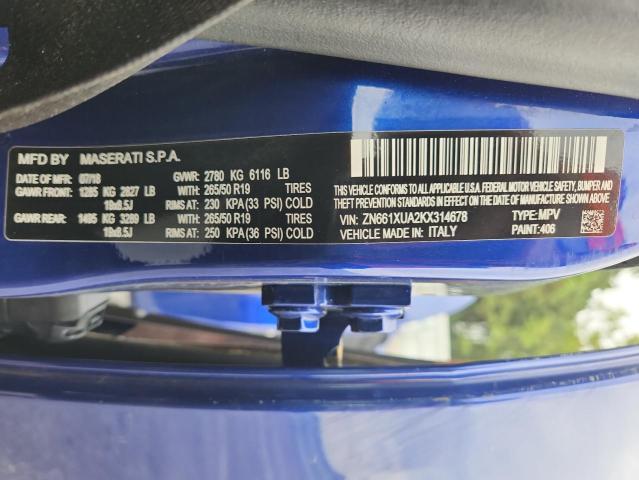 MFD BY MASERATI S.P.A.
DATE OF MFR: 07/18 GVWR: 2780 KG 6116 LB
GAWR FRONT: 1285 KG 2827 LB WITH: 265/50 R19 TIRES
19x8.5J RIMS AT: 230 KPA(33 PSI) COLD
GAWR REAR: 1495 KG 3289 LB WITH: 265/50 R19 TIRES
19x8.5J RIMS AT: 250 KPA(36 PSI) COLD
THIS VEHICLE CONFORMS TO ALL APPLICABLE U.S.A. FEDERAL MOTOR VEHICLE SAFETY, BUMPER AND
THEFT PREVENTION STANDARDS IN EFFECT ON THE DATE OF MANUFACTURE SHOWN ABOVE
VIN: ZN661XUA2KX314678 TYPE: MPV
VEHICLE MADE IN: ITALY PAINT: 406